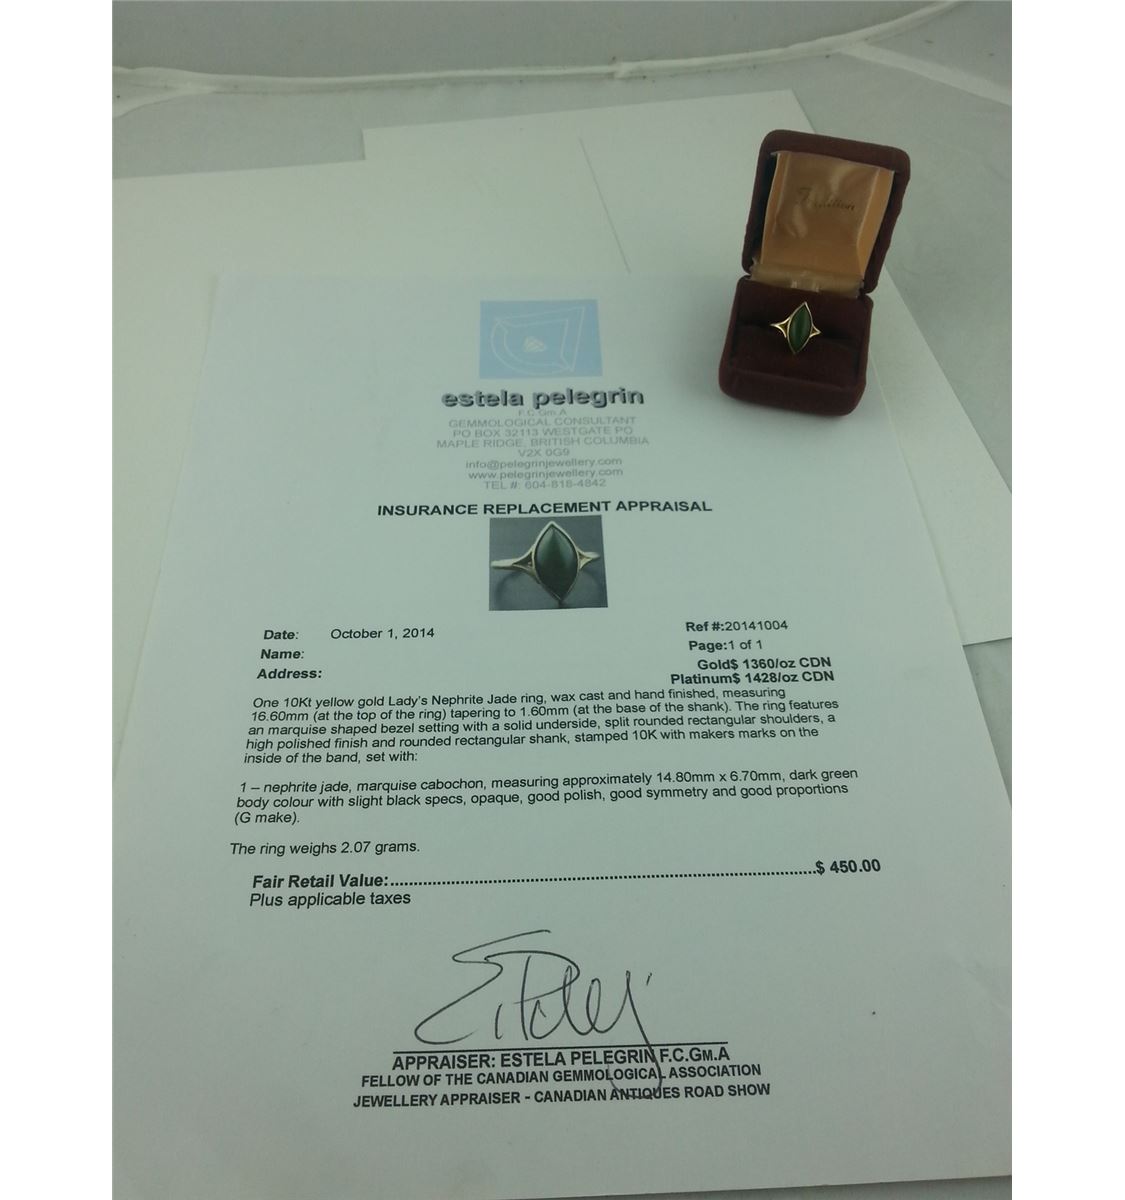 Tradition
estela pelegrin
F.C.Gm.A
GEMMOLOGICAL CONSULTANT
PO BOX 32113 WESTGATE PO
MAPLE RIDGE, BRITISH COLUMBIA
V2X 0G9
info@pelegrinjewellery.com
www.pelegrinjewellery.com
TEL #: 604-818-4842
INSURANCE REPLACEMENT APPRAISAL
Date: October 1, 2014
Name:
Address:
Ref #:20141004
Page:1 of 1
Gold$ 1360/oz CDN
Platinum$ 1428/oz CDN
One 10Kt yellow gold Lady's Nephrite Jade ring, wax cast and hand finished, measuring
16.60mm (at the top of the ring) tapering to 1.60mm (at the base of the shank). The ring features
an marquise shaped bezel setting with a solid underside, split rounded rectangular shoulders, a
high polished finish and rounded rectangular shank, stamped 10K with makers marks on the
inside of the band, set with:
1 – nephrite jade, marquise cabochon, measuring approximately 14.80mm x 6.70mm, dark green
body colour with slight black specs, opaque, good polish, good symmetry and good proportions
(G make).
The ring weighs 2.07 grams.
Fair Retail Value:....................................................................................................$ 450.00
Plus applicable taxes
APPRAISER: ESTELA PELEGRIN F.C.GM.A
FELLOW OF THE CANADIAN GEMMOLOGICAL ASSOCIATION
JEWELLERY APPRAISER - CANADIAN ANTIQUES ROAD SHOW